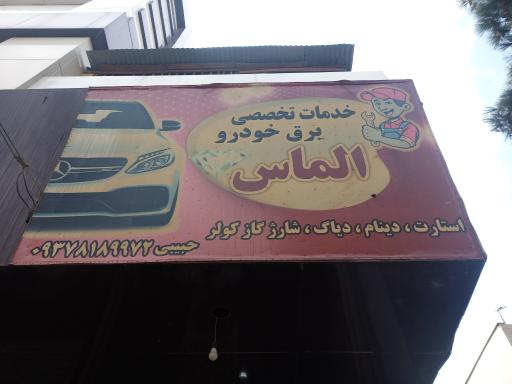 خدمات تخصصی
برق خودرو
الماس
استارت ، دینام ، دیاک ، شارژ گاز کولر
حبیبی ۰۹۳۷۸۱۸۹۹۷۲